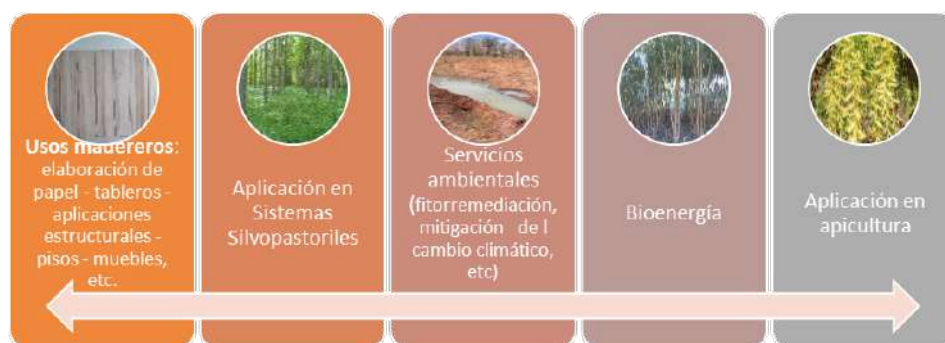 Usos madereros:
elaboración de
papel - tableros -
aplicaciones
estructurales -
pisos - muebles,
etc.
Aplicación en
Sistemas
Silvopastoriles
Servicios
ambientales
(fitorremediación,
mitigación de l
cambio climático,
etc)
Bioenergía
Aplicación en
apicultura